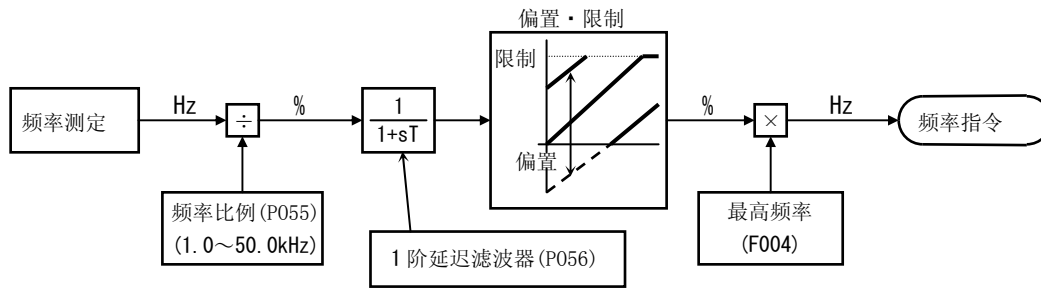 偏置・限制
限制
偏置
频率测定
Hz
÷
%
1
1+sT
%
×
Hz
频率指令
频率比例(P055)
(1.0～50.0kHz)
1阶延迟滤波器(P056)
最高频率
(F004)